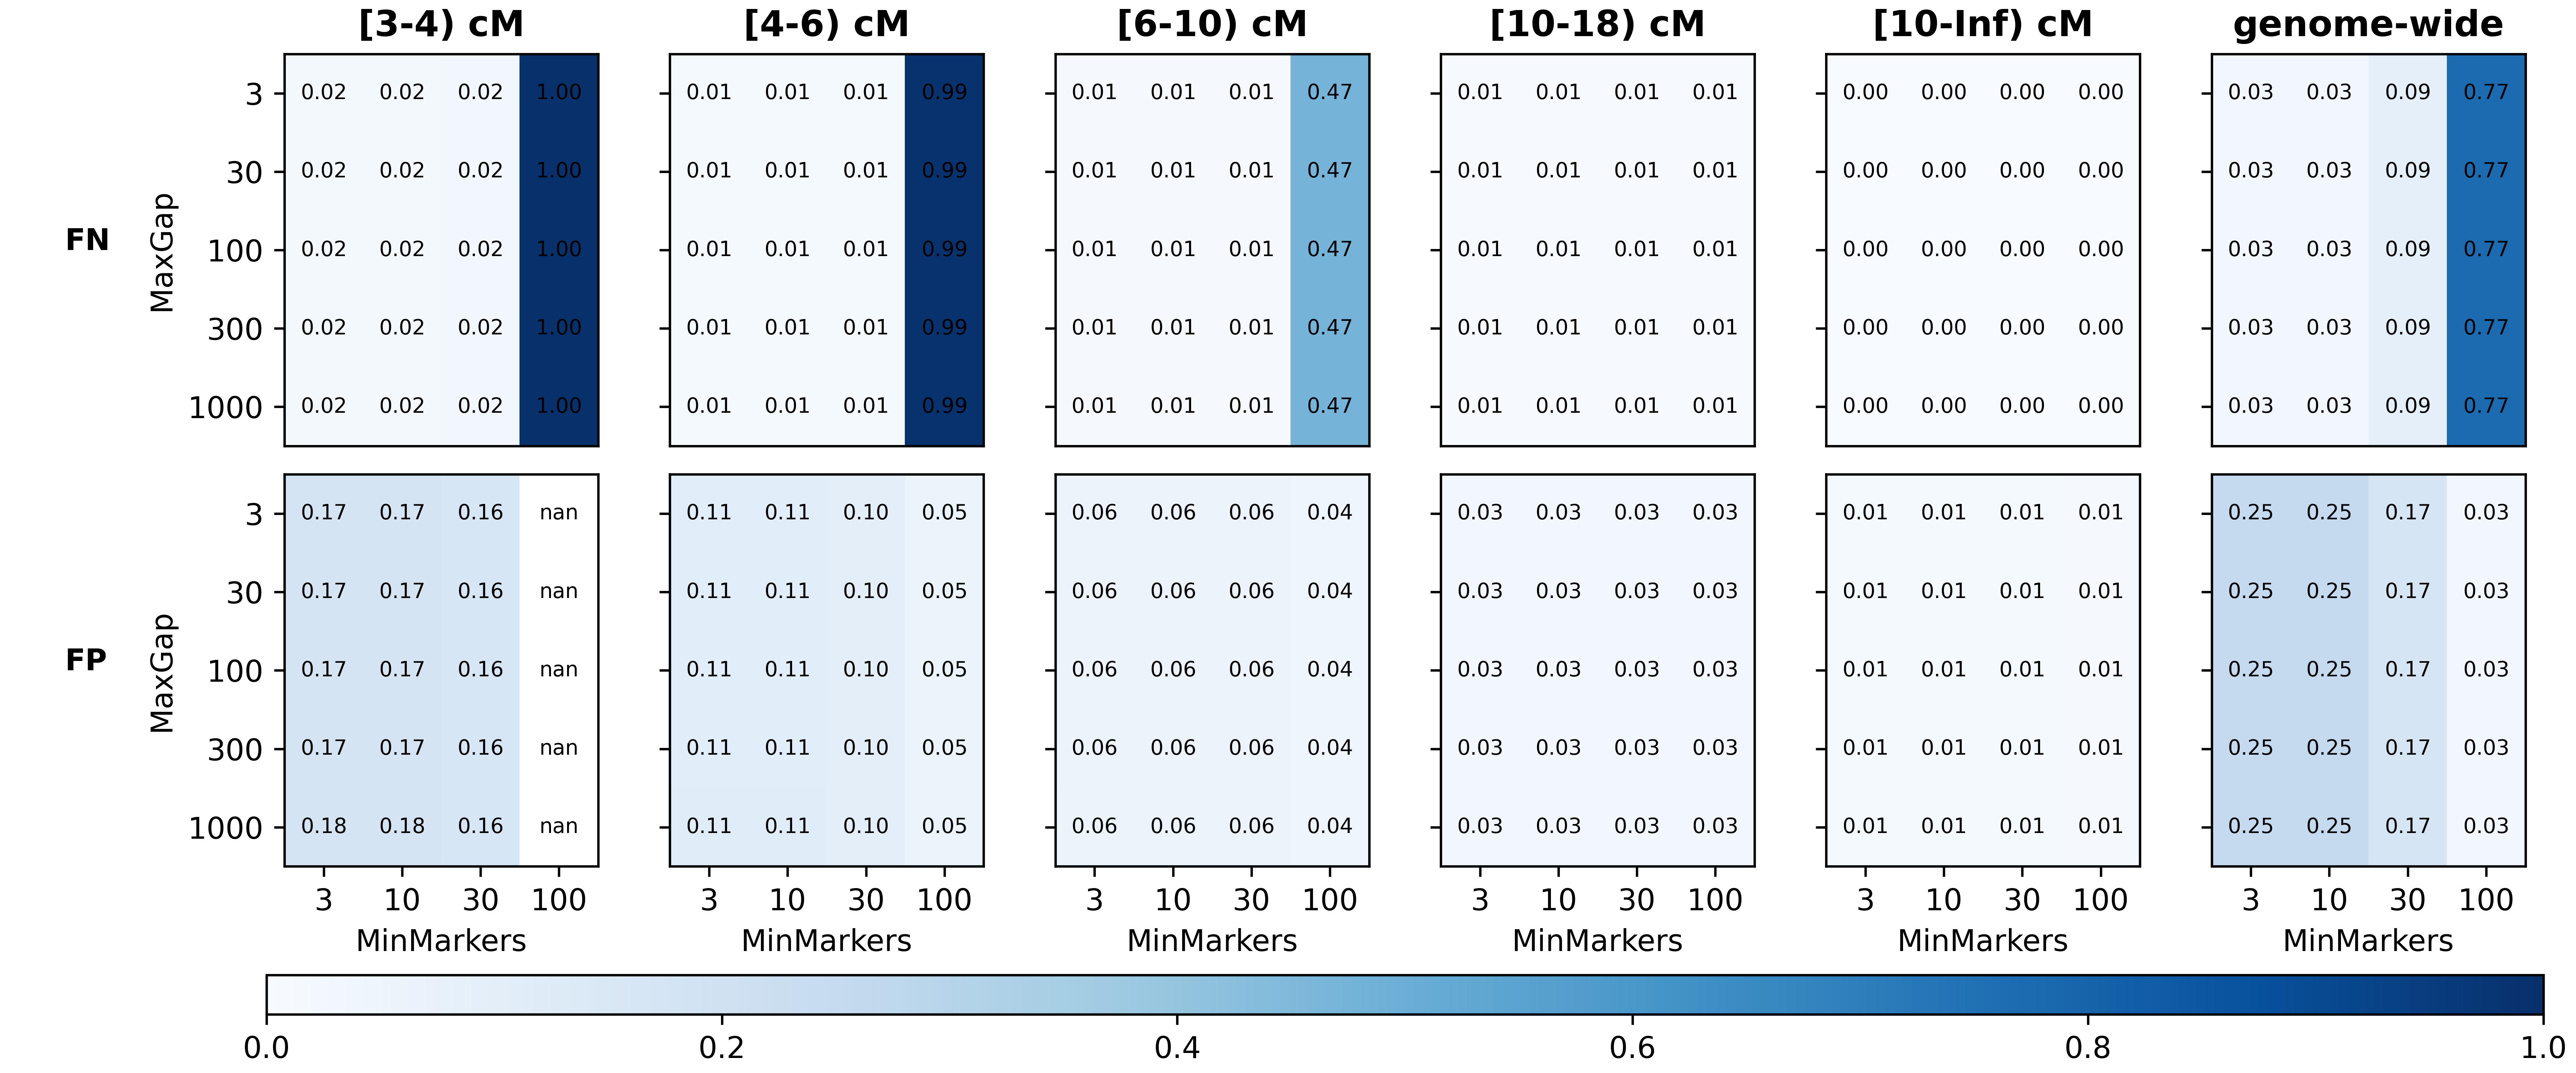 [3-4) cM [4-6) cM [6-10) cM [10-18) cM [10-Inf) cM genome-wide
3 0.02 0.02 0.02 1.00 0.01 0.01 0.01 0.99 0.01 0.01 0.01 0.47 0.01 0.01 0.01 0.01 0.00 0.00 0.00 0.00 0.03 0.03 0.09 0.77
30 0.02 0.02 0.02 1.00 0.01 0.01 0.01 0.99 0.01 0.01 0.01 0.47 0.01 0.01 0.01 0.01 0.00 0.00 0.00 0.00 0.03 0.03 0.09 0.77
FN
MaxGap
100 0.02 0.02 0.02 1.00 0.01 0.01 0.01 0.99 0.01 0.01 0.01 0.47 0.01 0.01 0.01 0.01 0.00 0.00 0.00 0.00 0.03 0.03 0.09 0.77
300 0.02 0.02 0.02 1.00 0.01 0.01 0.01 0.99 0.01 0.01 0.01 0.47 0.01 0.01 0.01 0.01 0.00 0.00 0.00 0.00 0.03 0.03 0.09 0.77
1000 0.02 0.02 0.02 1.00 0.01 0.01 0.01 0.99 0.01 0.01 0.01 0.47 0.01 0.01 0.01 0.01 0.00 0.00 0.00 0.00 0.03 0.03 0.09 0.77
3 0.17 0.17 0.16 nan 0.11 0.11 0.10 0.05 0.06 0.06 0.06 0.04 0.03 0.03 0.03 0.03 0.01 0.01 0.01 0.01 0.25 0.25 0.17 0.03
30 0.17 0.17 0.16 nan 0.11 0.11 0.10 0.05 0.06 0.06 0.06 0.04 0.03 0.03 0.03 0.03 0.01 0.01 0.01 0.01 0.25 0.25 0.17 0.03
FP
MaxGap
100 0.17 0.17 0.16 nan 0.11 0.11 0.10 0.05 0.06 0.06 0.06 0.04 0.03 0.03 0.03 0.03 0.01 0.01 0.01 0.01 0.25 0.25 0.17 0.03
300 0.17 0.17 0.16 nan 0.11 0.11 0.10 0.05 0.06 0.06 0.06 0.04 0.03 0.03 0.03 0.03 0.01 0.01 0.01 0.01 0.25 0.25 0.17 0.03
1000 0.18 0.18 0.16 nan 0.11 0.11 0.10 0.05 0.06 0.06 0.06 0.04 0.03 0.03 0.03 0.03 0.01 0.01 0.01 0.01 0.25 0.25 0.17 0.03
3 10 30 100 3 10 30 100 3 10 30 100 3 10 30 100 3 10 30 100 3 10 30 100
MinMarkers MinMarkers MinMarkers MinMarkers MinMarkers MinMarkers
0.0 0.2 0.4 0.6 0.8 1.0